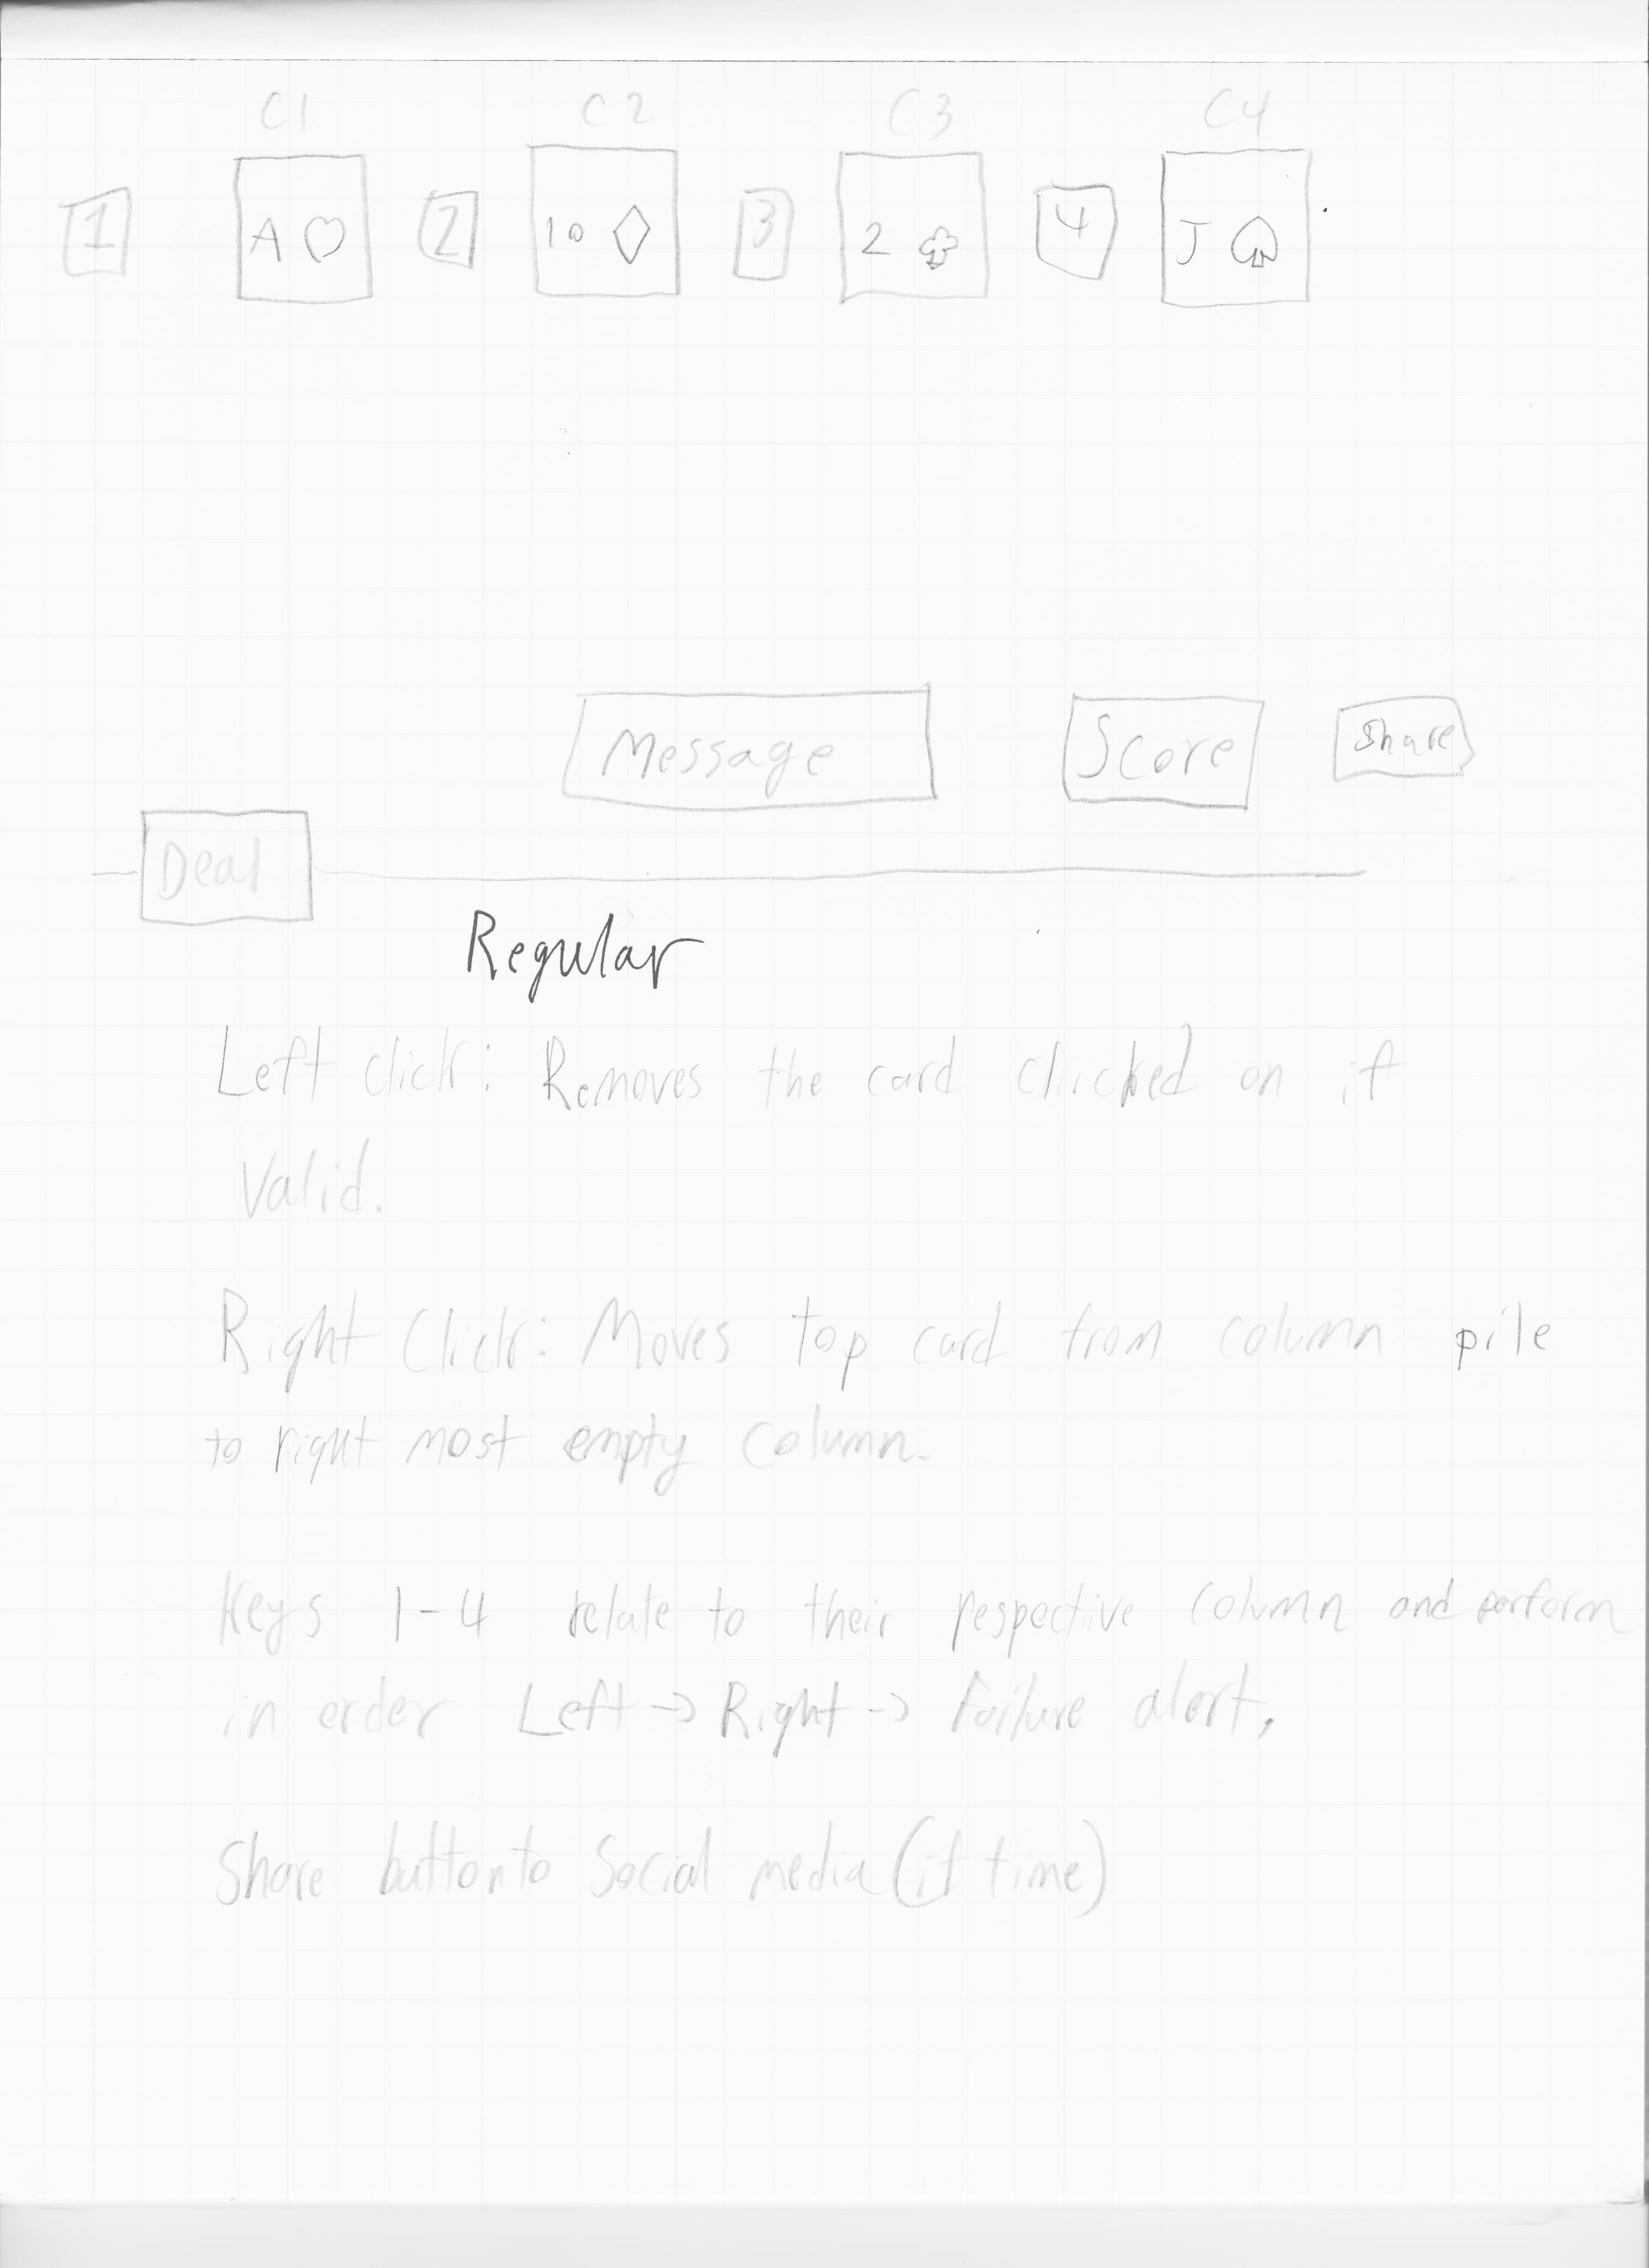 C1 C2 C3 C4
1 A♡ 2 10◇ 3 2♧ 4 J♤
Message Score Share
Deal
Regular
Left click: Removes the card clicked on if
Valid.
Right Click: Moves top card from column pile
to right most empty column.
Keys 1-4 relate to their respective column and perform
in order Left → Right → Failure alert.
Share button to Social media (if time)